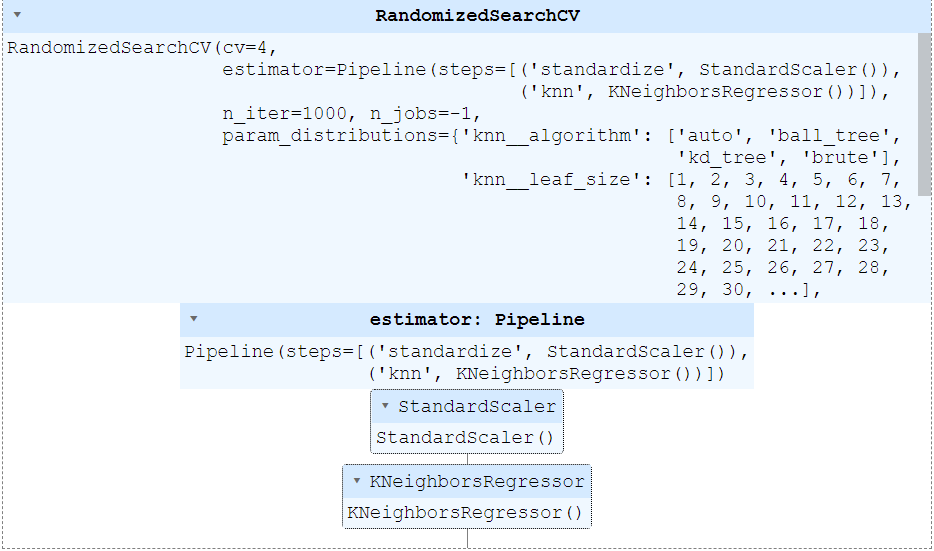 RandomizedSearchCV
RandomizedSearchCV(cv=4,
estimator=Pipeline(steps=[('standardize', StandardScaler()),
('knn', KNeighborsRegressor())]),
n_iter=1000, n_jobs=-1,
param_distributions={'knn__algorithm': ['auto', 'ball_tree',
'kd_tree', 'brute'],
'knn__leaf_size': [1, 2, 3, 4, 5, 6, 7,
8, 9, 10, 11, 12, 13,
14, 15, 16, 17, 18,
19, 20, 21, 22, 23,
24, 25, 26, 27, 28,
29, 30, ...],
estimator: Pipeline
Pipeline(steps=[('standardize', StandardScaler()),
('knn', KNeighborsRegressor())])
StandardScaler
StandardScaler()
KNeighborsRegressor
KNeighborsRegressor()